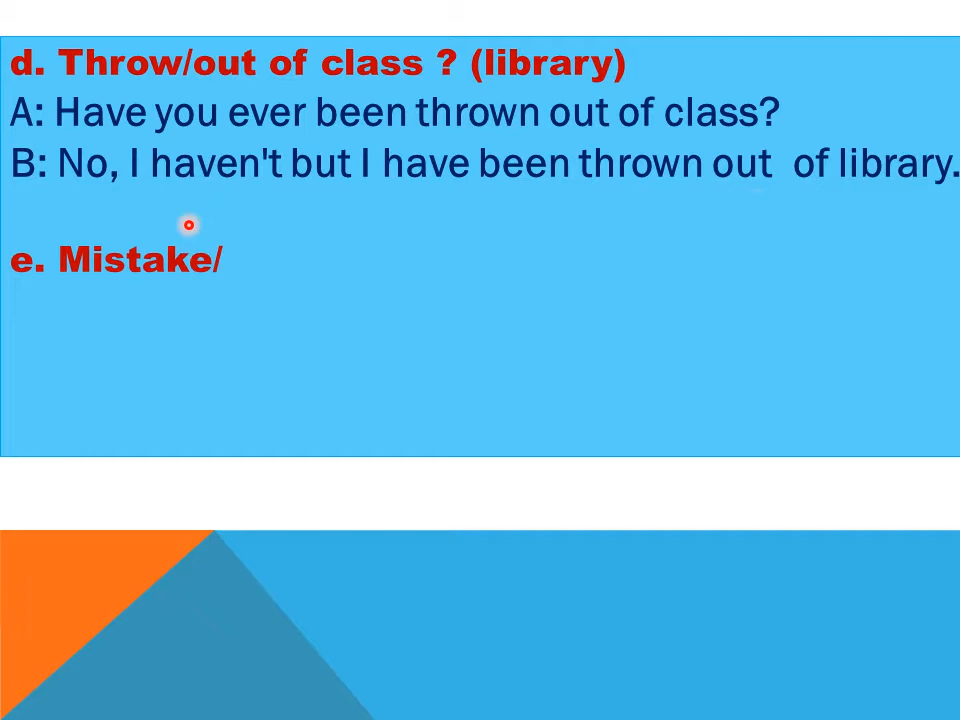 d. Throw/out of class ? (library)
A: Have you ever been thrown out of class?
B: No, I haven't but I have been thrown out  of library.
e. Mistake/